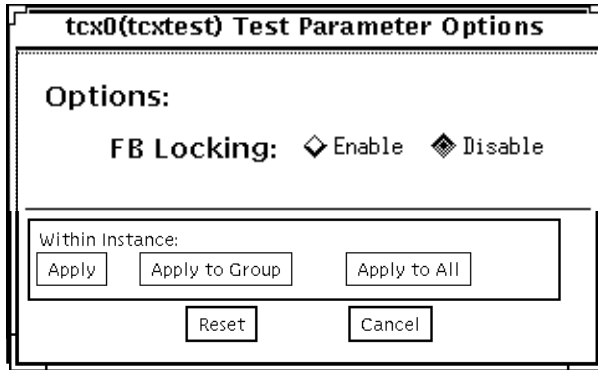 tcx0(tcxtest) Test Parameter Options
Options:
FB Locking: Enable Disable
Within Instance:
Apply Apply to Group Apply to All
Reset Cancel